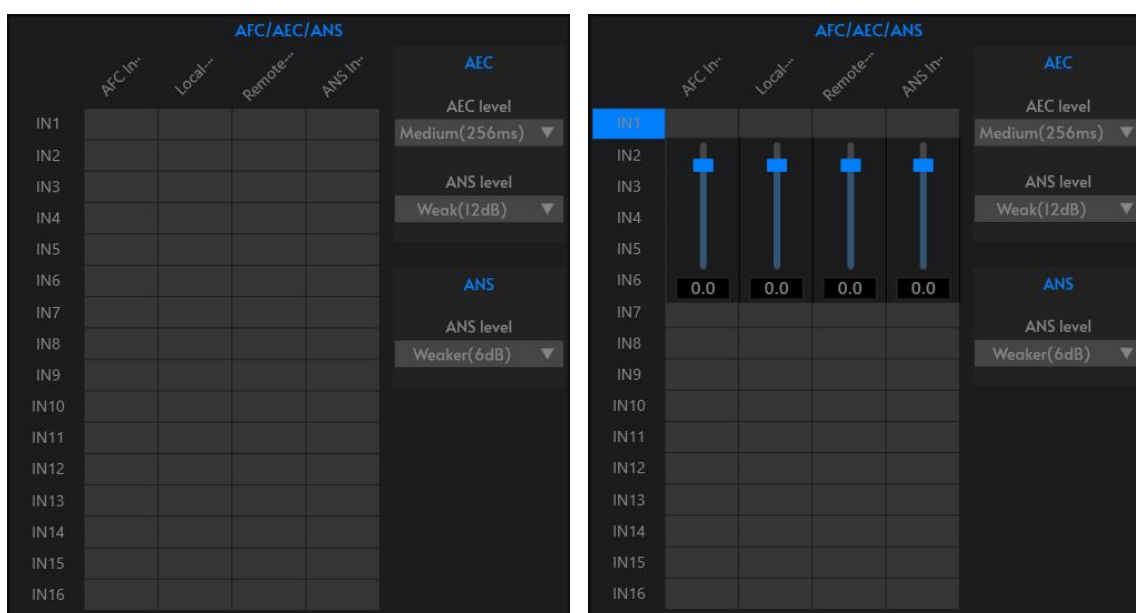 AFC/AEC/ANS
AFC In··
Local···
Remote···
ANS In··
AEC
AEC level
Medium(256ms)
ANS level
Weak(12dB)
ANS
ANS level
Weaker(6dB)
IN1
IN2
IN3
IN4
IN5
IN6
IN7
IN8
IN9
IN10
IN11
IN12
IN13
IN14
IN15
IN16
AFC/AEC/ANS
AFC In··
Local···
Remote···
ANS In··
AEC
AEC level
Medium(256ms)
ANS level
Weak(12dB)
ANS
ANS level
Weaker(6dB)
IN1
IN2
IN3
IN4
IN5
IN6
0.0 0.0 0.0 0.0
IN7
IN8
IN9
IN10
IN11
IN12
IN13
IN14
IN15
IN16